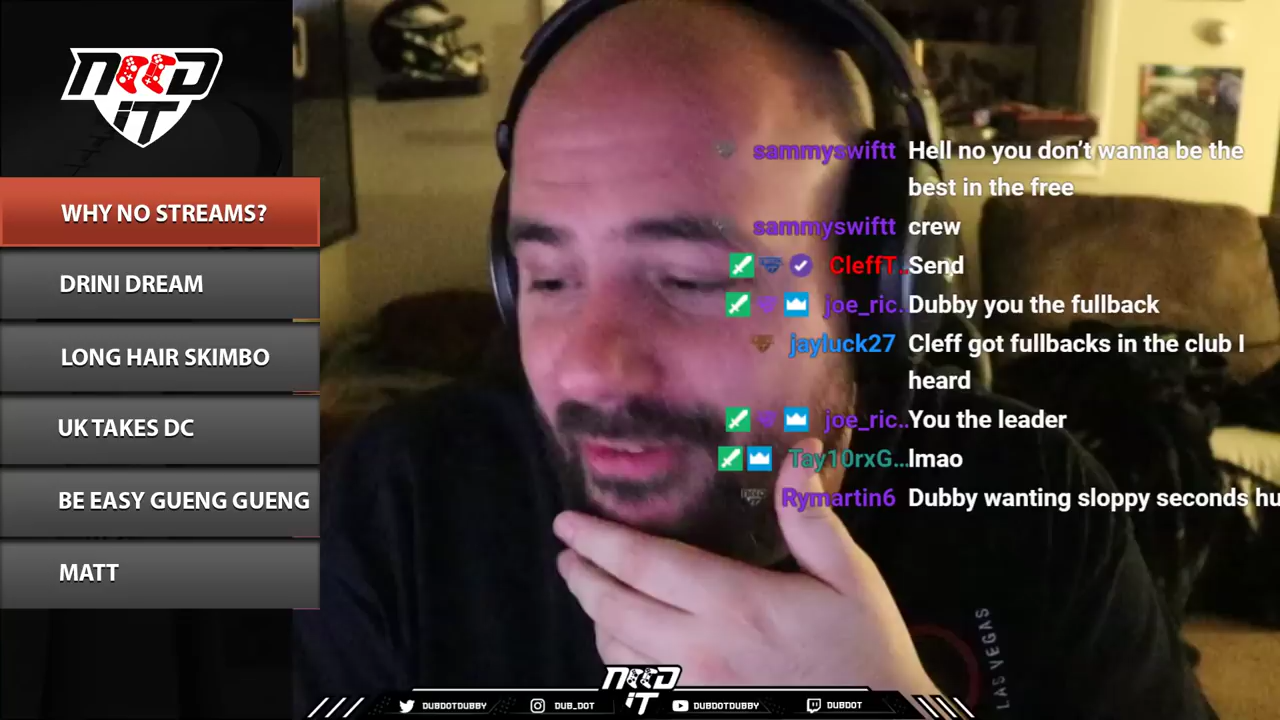 NEED
IT
WHY NO STREAMS?
DRINI DREAM
LONG HAIR SKIMBO
UK TAKES DC
BE EASY GUENG GUENG
MATT
sammyswiftt Hell no you don't wanna be the
best in the free
sammyswiftt crew
CleffT.. Send
joe_ric.. Dubby you the fullback
jayluck27 Cleff got fullbacks in the club I
heard
joe_ric.. You the leader
Tay10rxG... lmao
Rymartin6 Dubby wanting sloppy seconds hu
LAS VEGAS
NEED
IT
DUBDOTDUBBY DUB_DOT DUBDOTDUBBY DUBDOT